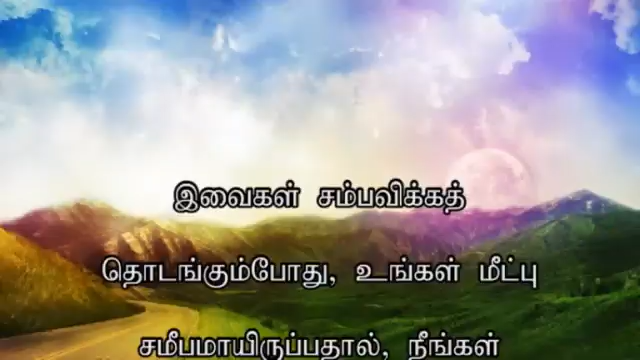 இவைகள் சம்பவிக்கத்
தொடங்கும்போது, உங்கள் மீட்பு
சமீபமாயிருப்பதால், நீங்கள்